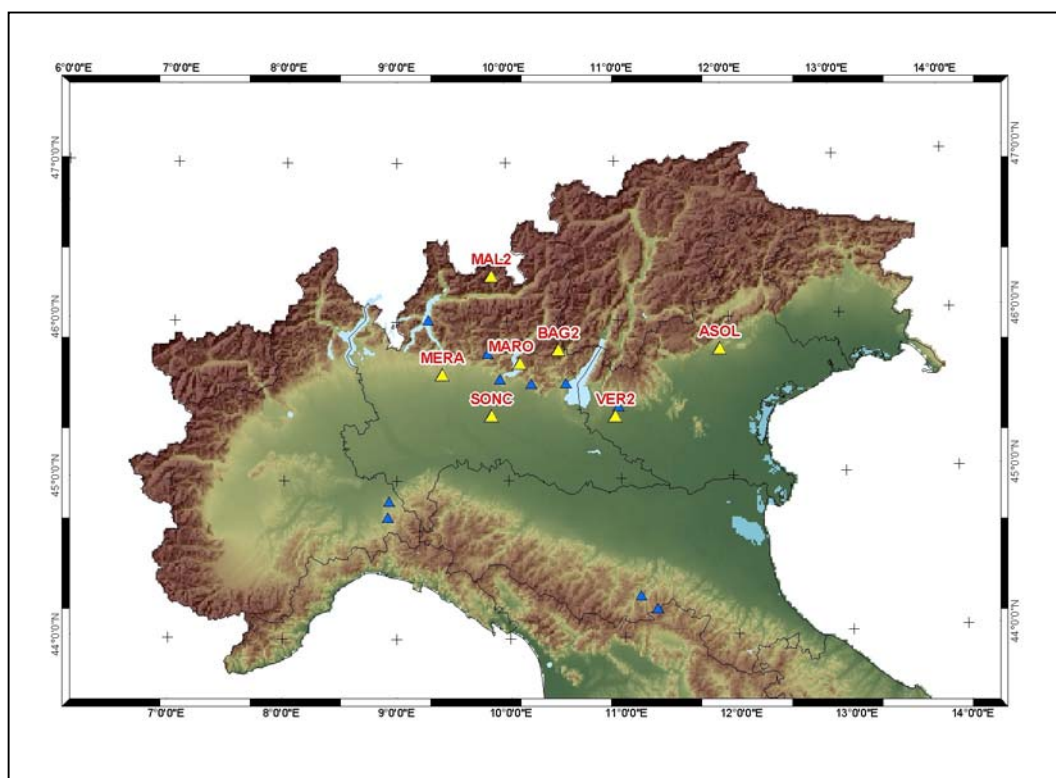 6°0'0"E 7°0'0"E 8°0'0"E 9°0'0"E 10°0'0"E 11°0'0"E 12°0'0"E 13°0'0"E 14°0'0"E
47°0'0"N 47°0'0"N
MAL2
46°0'0"N 46°0'0"N
BAG2 ASOL
MARO
MERA
SONC VER2
45°0'0"N 45°0'0"N
44°0'0"N 44°0'0"N
7°0'0"E 8°0'0"E 9°0'0"E 10°0'0"E 11°0'0"E 12°0'0"E 13°0'0"E 14°0'0"E